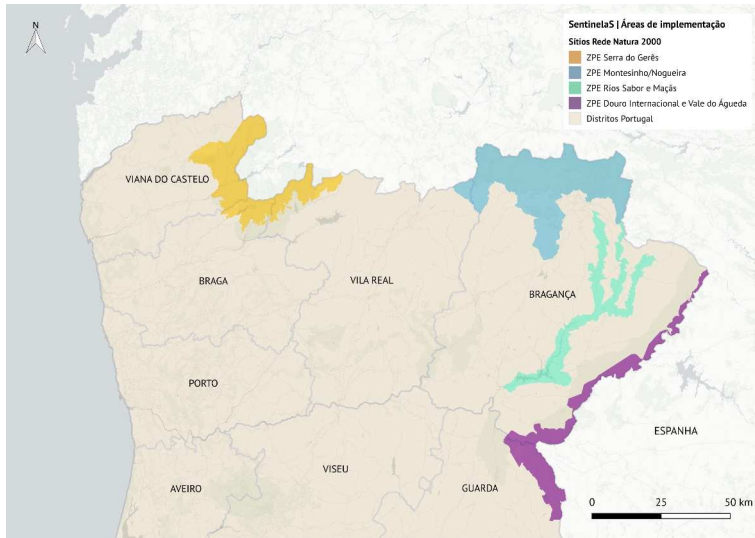 N
SentinelaS | Áreas de implementação
Sítios Rede Natura 2000
ZPE Serra do Gerês
ZPE Montesinho/Nogueira
ZPE Rios Sabor e Maçãs
ZPE Douro Internacional e Vale do Águeda
Distritos Portugal
VIANA DO CASTELO
BRAGA
VILA REAL
BRAGANÇA
PORTO
ESPANHA
VISEU
AVEIRO
GUARDA
0 25 50 km